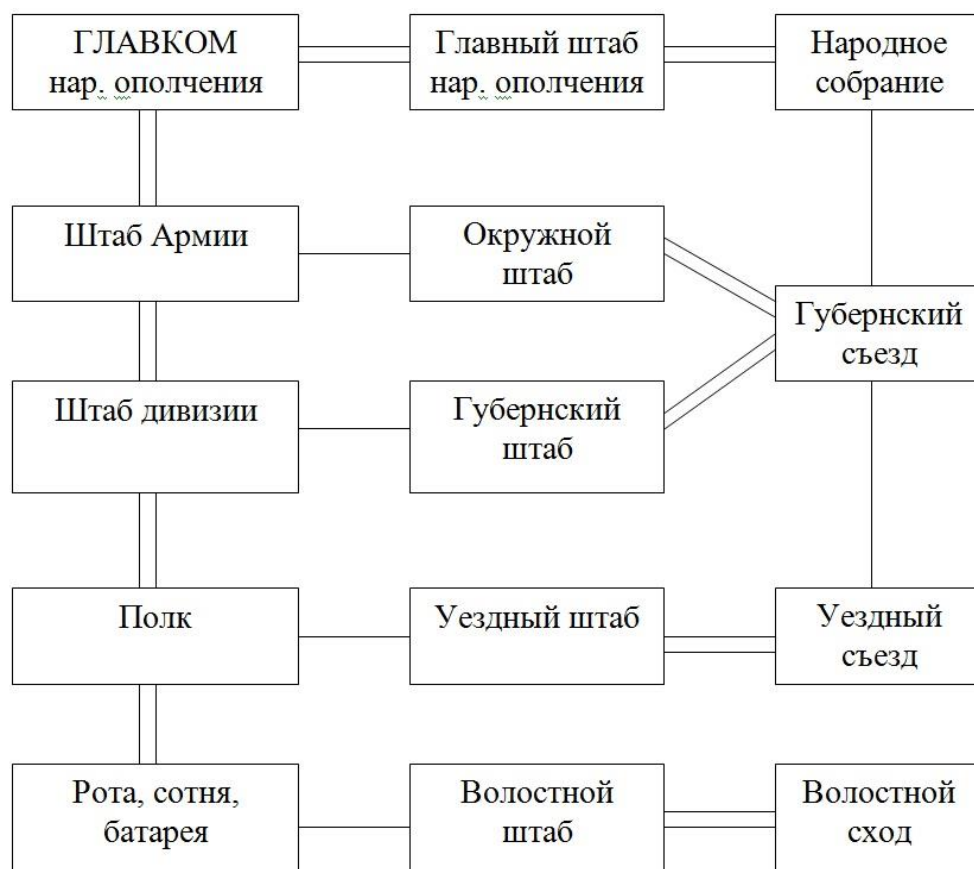 ГЛАВКОМ
нар. ополчения
Главный штаб
нар. ополчения
Народное
собрание
Штаб Армии
Окружной
штаб
Губернский
съезд
Штаб дивизии
Губернский
штаб
Полк
Уездный штаб
Уездный
съезд
Рота, сотня,
батарея
Волостной
штаб
Волостной
сход